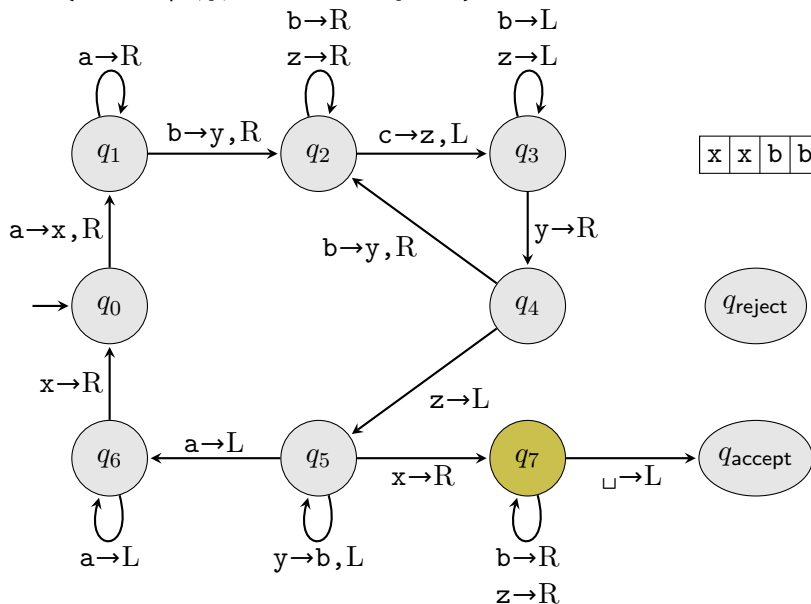 b→R b→L
a→R z→R z→L
q1 b→y,R q2 c→z,L q3 x x b b
a→x,R b→y,R y→R
q0 q4 qreject
x→R z→L
q6 a→L q5 x→R q7 ␣→L qaccept
a→L y→b,L b→R
z→R